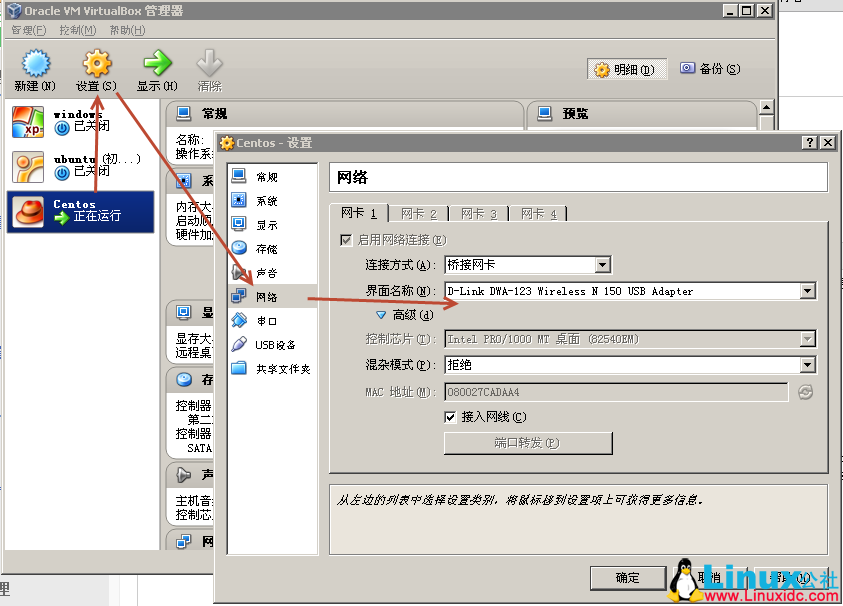 Oracle VM VirtualBox 管理器
管理(F) 控制(M) 帮助(H)
新建(N) 设置(S) 显示(H) 清除
明细(D) 备份(S)
windows
已关闭
ubuntu (初...)
已关闭
Centos
正在运行
常规
预览
名称:
操作系
系
内存大
启动顺
硬件加
显
显存大
远程桌
存
控制器
第二
控制器
SATA
声
主机音
控制芯
网
Centos - 设置
常规
系统
显示
存储
声音
网络
串口
USB设备
共享文件夹
网络
网卡 1 网卡 2 网卡 3 网卡 4
启用网络连接(E)
连接方式(A): 桥接网卡
界面名称(N): D-Link DWA-123 Wireless N 150 USB Adapter
高级(d)
控制芯片(T): Intel PRO/1000 MT 桌面 (82540EM)
混杂模式(P): 拒绝
MAC 地址(M): 080027CADAA4
接入网线(C)
端口转发(P)
从左边的列表中选择设置类别，将鼠标移到设置项上可获得更多信息。
确定 取消
Linux公社
www.Linuxidc.com
理